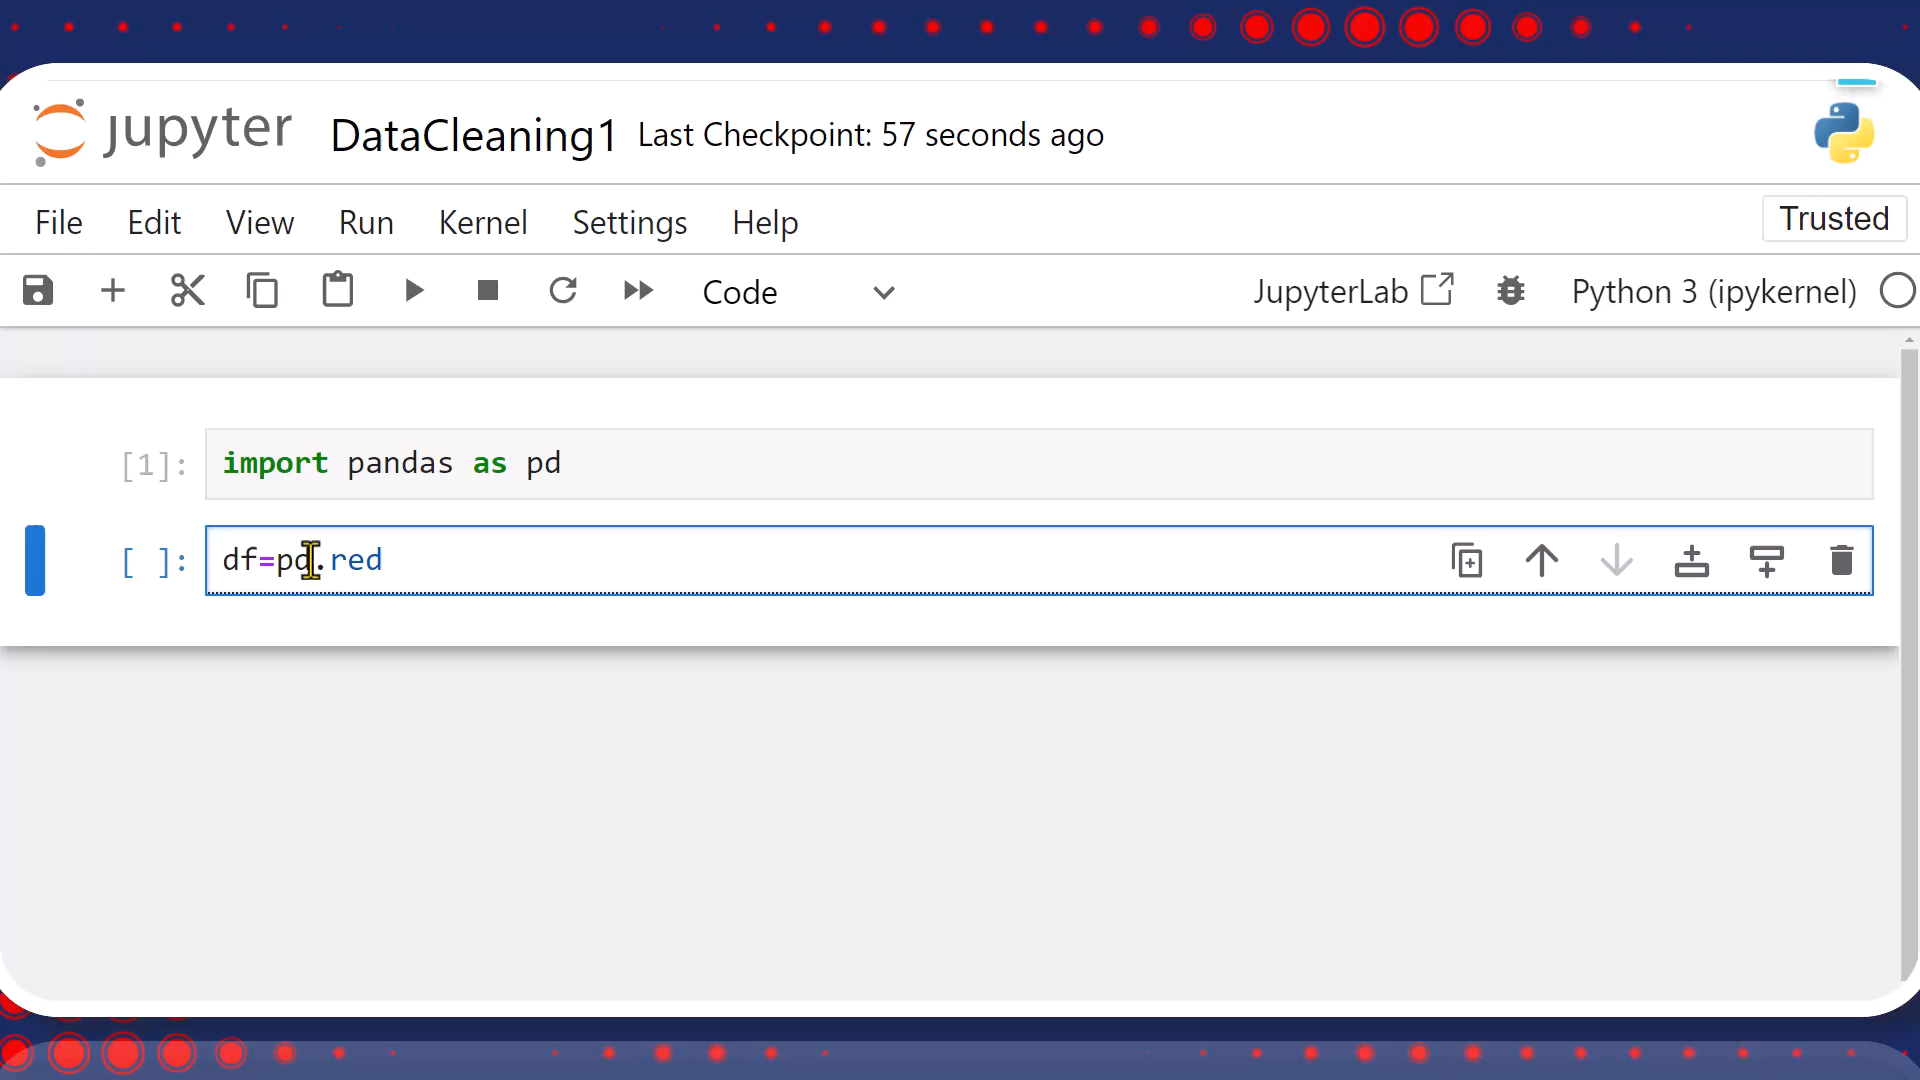 jupyter DataCleaning1 Last Checkpoint: 57 seconds ago
File Edit View Run Kernel Settings Help Trusted
Code JupyterLab Python 3 (ipykernel)
[1]: import pandas as pd
[ ]: df=pd.red